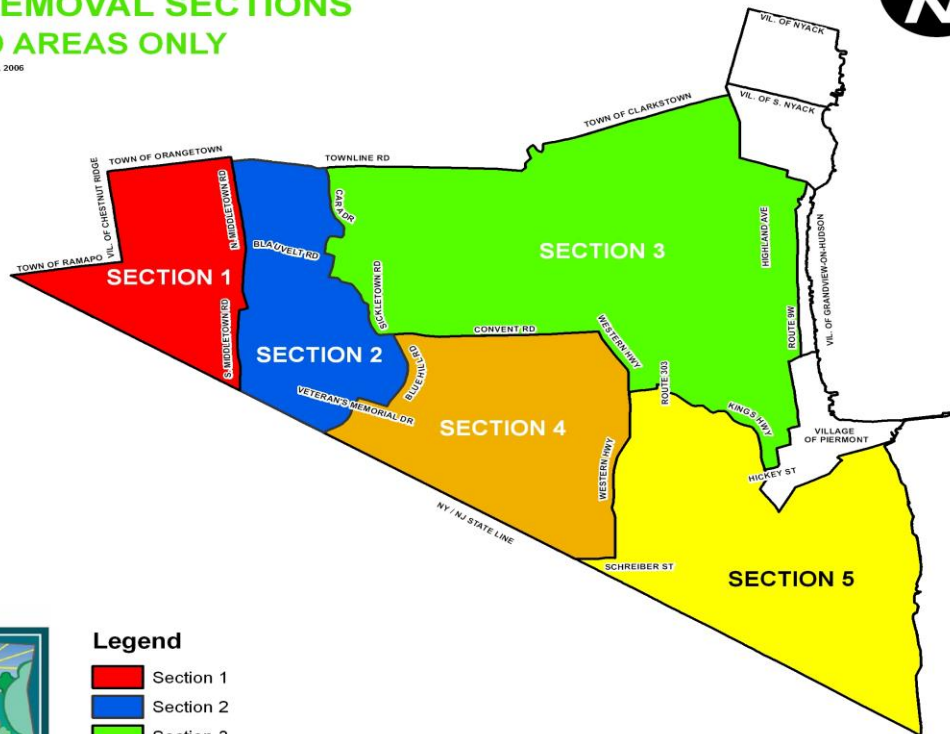 EMOVAL SECTIONS
AREAS ONLY
2006
N
VIL. OF NYACK
VIL. OF S. NYACK
TOWN OF CLARKSTOWN
TOWN OF ORANGETOWN
TOWNLINE RD
VIL. OF CHESTNUT RIDGE
N. MIDDLETOWN RD
CARA DR
BLAUVELT RD
HIGHLAND AVE
VIL. OF GRANDVIEW-ON-HUDSON
TOWN OF RAMAPO
SECTION 1
SECTION 3
SICKLETOWN RD
ROUTE 9W
CONVENT RD
WESTERN HWY
S. MIDDLETOWN RD
SECTION 2
BLUE HILL RD
ROUTE 303
VETERAN'S MEMORIAL DR
KINGS HWY
SECTION 4
VILLAGE
OF PIERMONT
WESTERN HWY
HICKEY ST
NY / NJ STATE LINE
SCHREIBER ST
SECTION 5
Legend
Section 1
Section 2